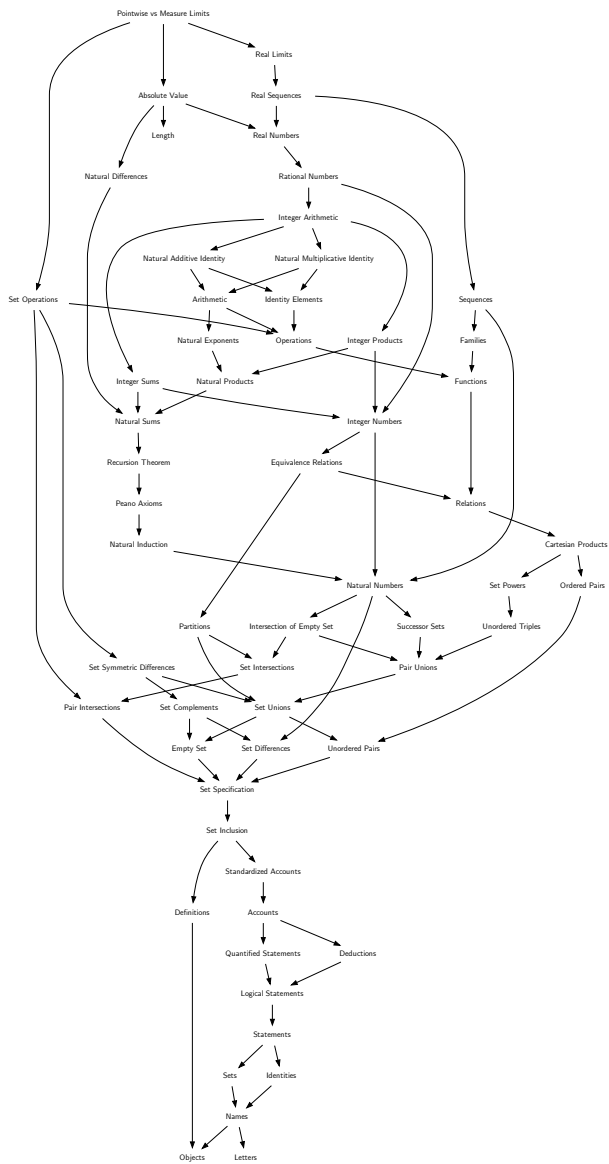 Pointwise vs Measure Limits
Real Limits
Absolute Value
Real Sequences
Length
Real Numbers
Natural Differences
Rational Numbers
Integer Arithmetic
Natural Additive Identity
Natural Multiplicative Identity
Set Operations
Arithmetic
Identity Elements
Sequences
Natural Exponents
Operations
Integer Products
Families
Integer Sums
Natural Products
Functions
Natural Sums
Integer Numbers
Recursion Theorem
Equivalence Relations
Peano Axioms
Relations
Natural Induction
Cartesian Products
Natural Numbers
Set Powers
Ordered Pairs
Partitions
Intersection of Empty Set
Successor Sets
Unordered Triples
Set Symmetric Differences
Set Intersections
Pair Unions
Pair Intersections
Set Complements
Set Unions
Empty Set
Set Differences
Unordered Pairs
Set Specification
Set Inclusion
Standardized Accounts
Definitions
Accounts
Quantified Statements
Deductions
Logical Statements
Statements
Sets
Identities
Names
Objects
Letters